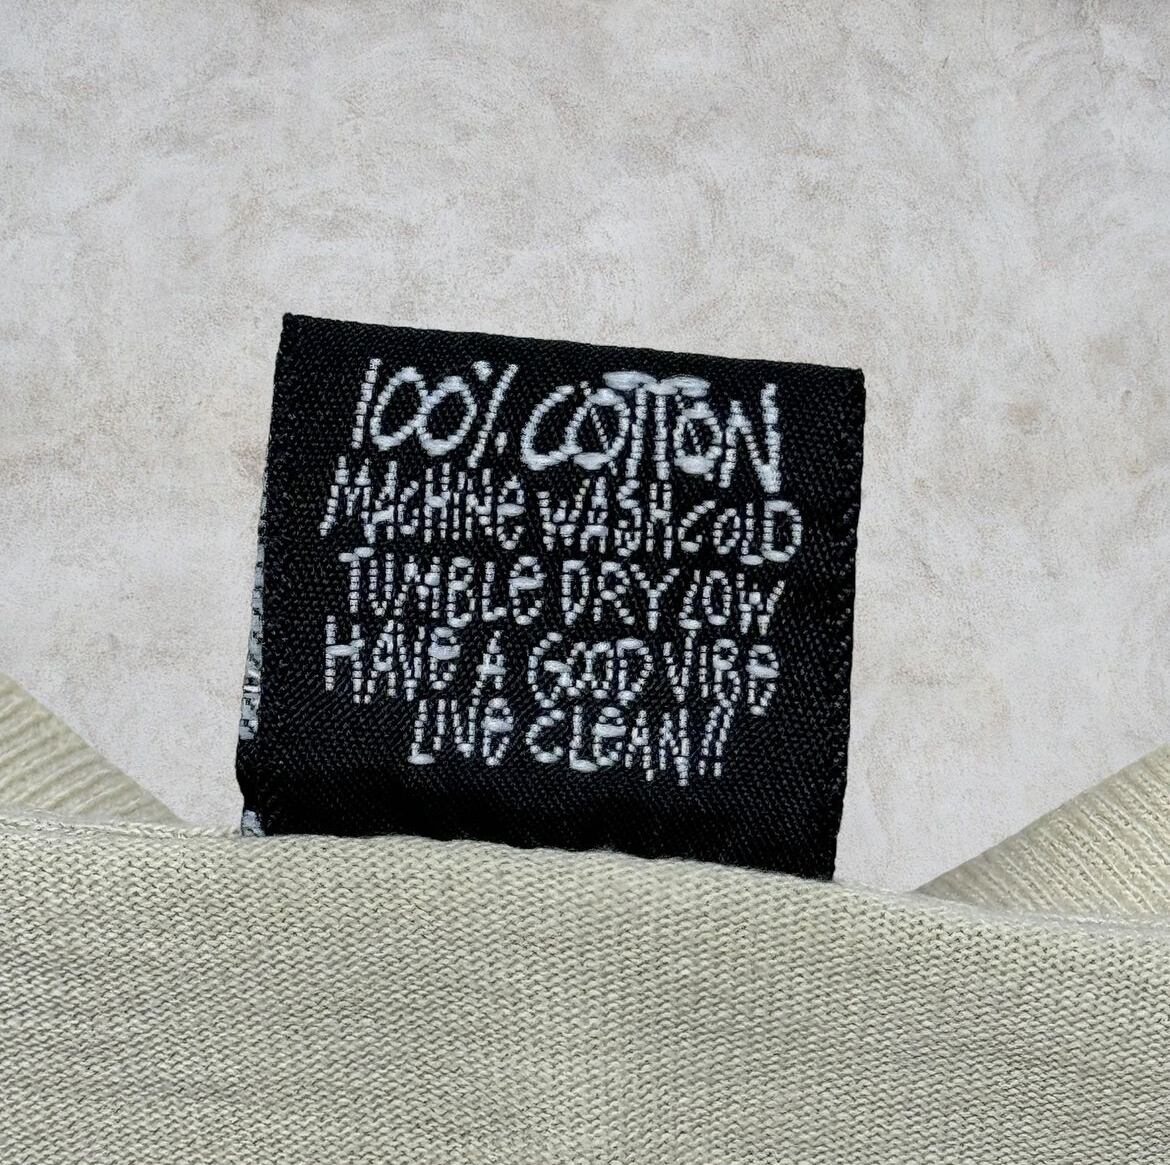 100% COTTON
MACHINE WASH COLD
TUMBLE DRY LOW
HAVE A GOOD VIBE
LIVE CLEAN!!